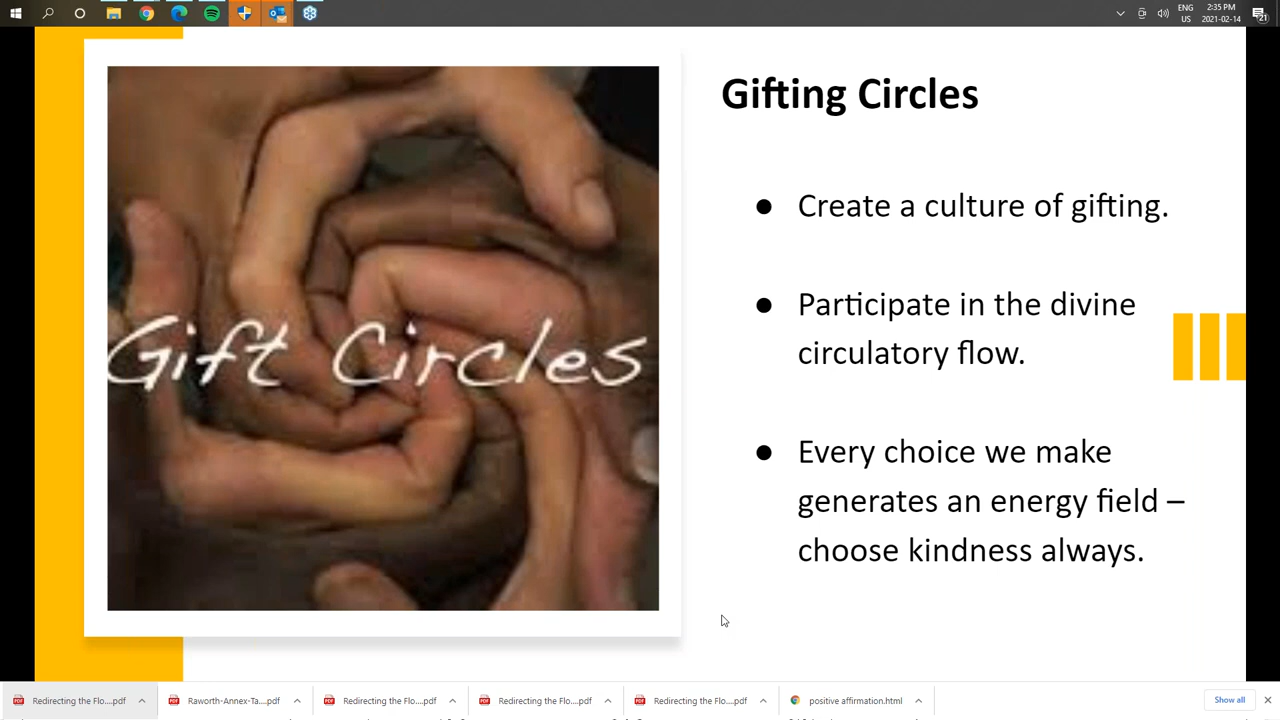 ENG
US
2:35 PM
2021-02-14
21
Gifting Circles
Gift Circles
● Create a culture of gifting.
● Participate in the divine
circulatory flow.
● Every choice we make
generates an energy field –
choose kindness always.
Redirecting the Flo....pdf
Raworth-Annex-Ta....pdf
Redirecting the Flo....pdf
Redirecting the Flo....pdf
Redirecting the Flo....pdf
positive affirmation.html
Show all